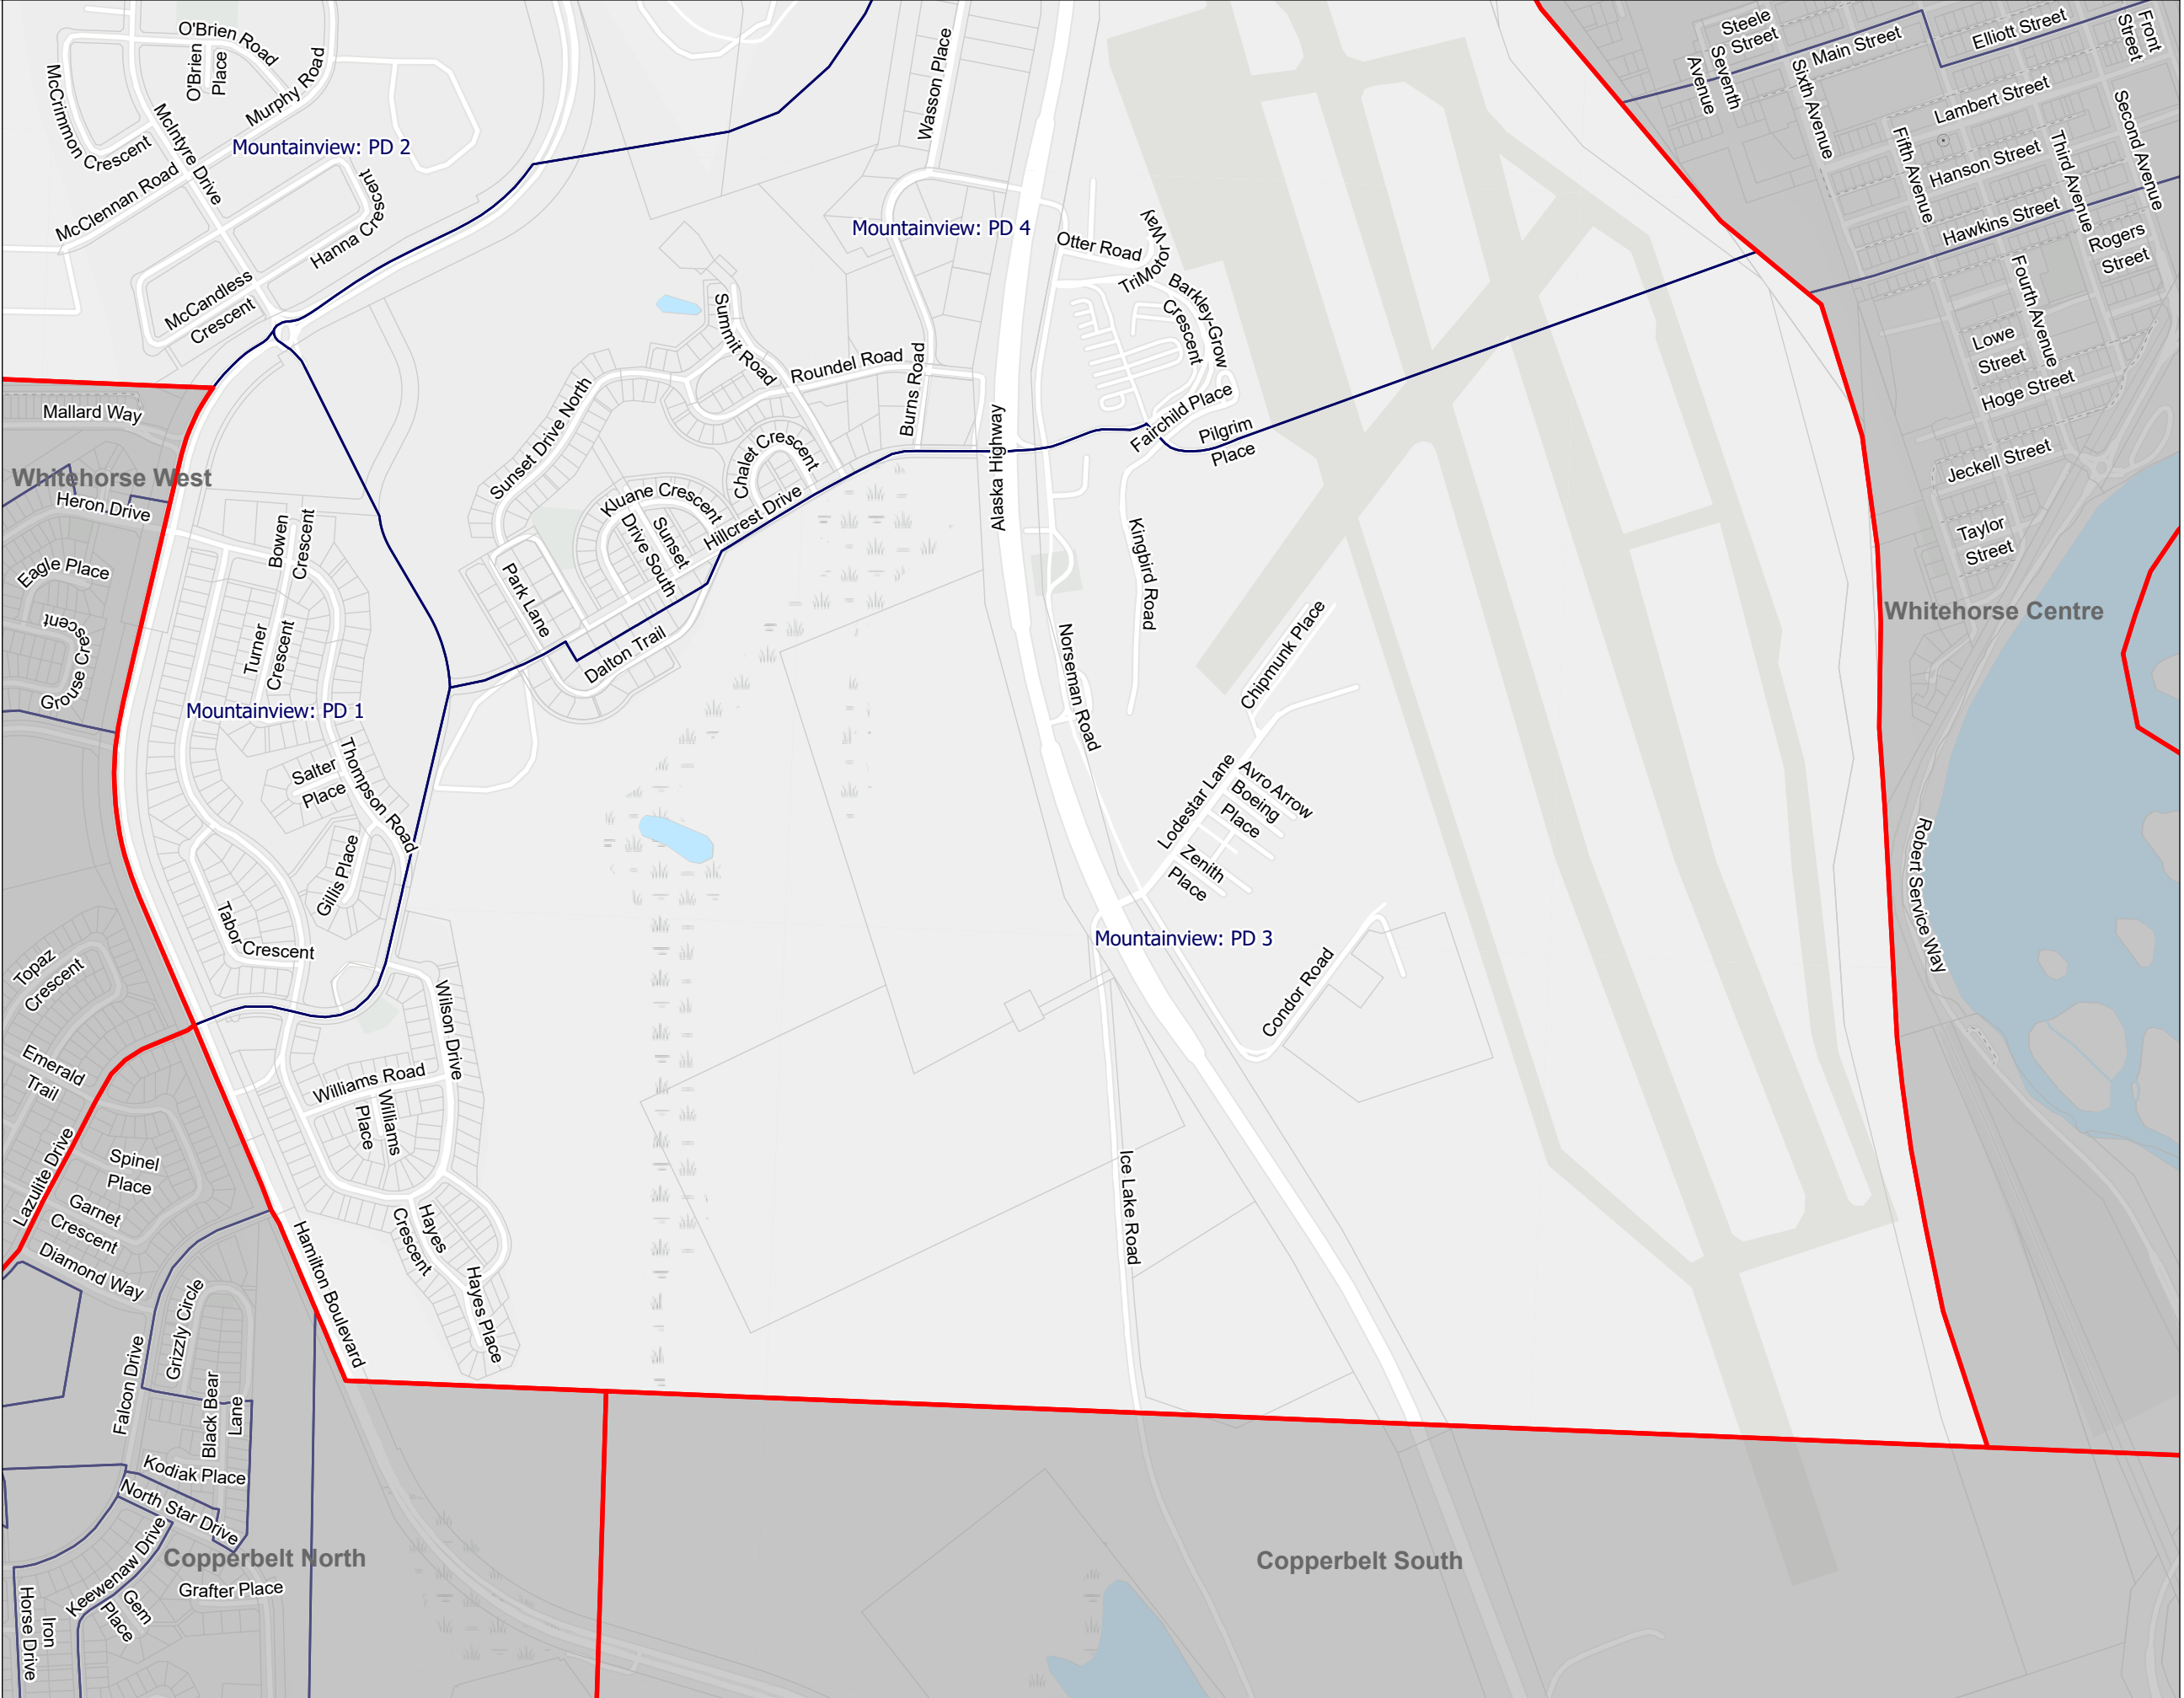 O'Brien Road
O'Brien
Place
McCrimmon
Crescent
McIntyre Drive
Murphy Road
Mountainview: PD 2
McClennan Road
Hanna Crescent
McCandless
Crescent
Wasson Place
Mountainview: PD 4
Otter Road
TriMotor Way
Barkley-Grow
Crescent
Fairchild Place
Pilgrim
Place
Summit Road
Roundel Road
Burns Road
Alaska Highway
Sunset Drive North
Chalet Crescent
Kluane Crescent
Sunset
Drive South
Hillcrest Drive
Park Lane
Dalton Trail
Kingbird Road
Norseman Road
Chipmunk Place
Lodestar Lane
Avro Arrow
Boeing
Place
Zenith
Place
Mountainview: PD 3
Condor Road
Ice Lake Road
Steele
Street
Main Street
Elliott Street
Front
Street
Seventh
Avenue
Sixth Avenue
Lambert Street
Second Avenue
Fifth Avenue
Hanson Street
Third Avenue
Hawkins Street
Rogers
Street
Fourth Avenue
Lowe
Street
Hoge Street
Jeckell Street
Taylor
Street
Whitehorse Centre
Robert Service Way
Mallard Way
Whitehorse West
Heron Drive
Eagle Place
Grouse Crescent
Bowen
Crescent
Turner
Crescent
Mountainview: PD 1
Salter
Place
Thompson Road
Gillis Place
Tabor Crescent
Topaz
Crescent
Emerald
Trail
Lazulite Drive
Spinel
Place
Garnet
Crescent
Diamond Way
Wilson Drive
Williams Road
Williams
Place
Hayes
Crescent
Hayes Place
Hamilton Boulevard
Grizzly Circle
Falcon Drive
Black Bear
Lane
Kodiak Place
North Star Drive
Keewenaw Drive
Copperbelt North
Grafter Place
Gem
Place
Iron
Horse Drive
Copperbelt South